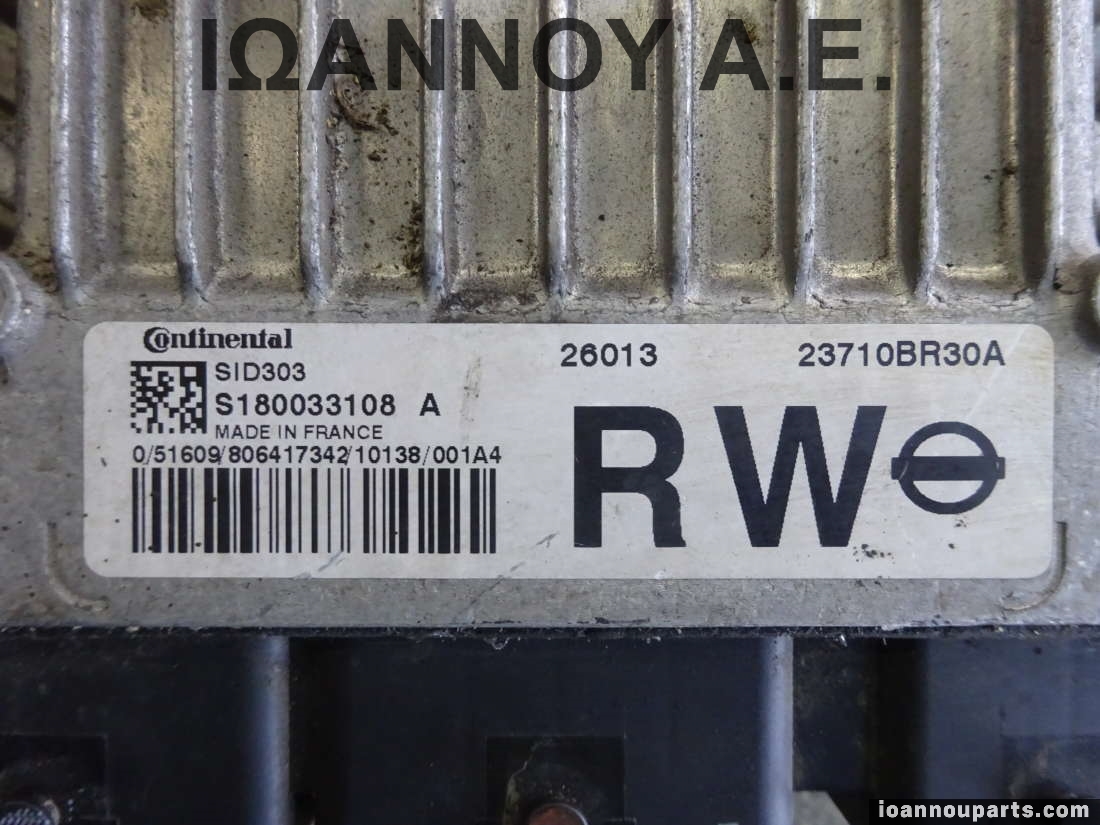 ΙΩΑΝΝΟΥ Α.Ε.
Continental
26013
23710BR30A
SID303
S180033108 A
MADE IN FRANCE
0/51609/806417342/10138/001A4
RW
ioannouparts.com